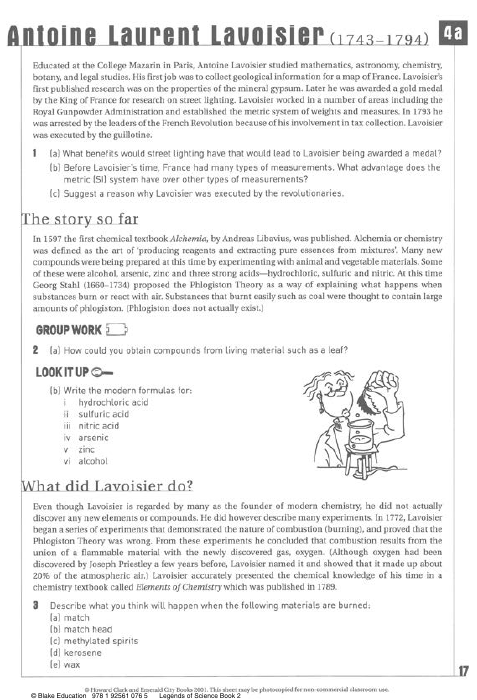 Antoine Laurent Lavoisier (1743–1794) 4a
Educated at the College Mazarin in Paris, Antoine Lavoisier studied mathematics, astronomy, chemistry,
botany, and legal studies. His first job was to collect geological information for a map of France. Lavoisier's
first published research was on the properties of the mineral gypsum. Later he was awarded a gold medal
by the King of France for research on street lighting. Lavoisier worked in a number of areas including the
Royal Gunpowder Administration and established the metric system of weights and measures. In 1793 he
was arrested by the leaders of the French Revolution because of his involvement in tax collection. Lavoisier
was executed by the guillotine.
1 (a) What benefits would street lighting have that would lead to Lavoisier being awarded a medal?
(b) Before Lavoisier's time, France had many types of measurements. What advantage does the
metric (SI) system have over other types of measurements?
(c) Suggest a reason why Lavoisier was executed by the revolutionaries.
The story so far
In 1597 the first chemical textbook Alchemia, by Andreas Libavius, was published. Alchemia or chemistry
was defined as the art of 'producing reagents and extracting pure essences from mixtures'. Many new
compounds were being prepared at this time by experimenting with animal and vegetable materials. Some
of these were alcohol, arsenic, zinc and three strong acids—hydrochloric, sulfuric and nitric. At this time
Georg Stahl (1660–1734) proposed the Phlogiston Theory as a way of explaining what happens when
substances burn or react with air. Substances that burnt easily such as coal were thought to contain large
amounts of phlogiston. (Phlogiston does not actually exist.)
GROUP WORK
2 (a) How could you obtain compounds from living material such as a leaf?
LOOK IT UP
(b) Write the modern formulas for:
i hydrochloric acid
ii sulfuric acid
iii nitric acid
iv arsenic
v zinc
vi alcohol
What did Lavoisier do?
Even though Lavoisier is regarded by many as the founder of modern chemistry, he did not actually
discover any new elements or compounds. He did however describe many experiments. In 1772, Lavoisier
began a series of experiments that demonstrated the nature of combustion (burning), and proved that the
Phlogiston Theory was wrong. From these experiments he concluded that combustion results from the
union of a flammable material with the newly discovered gas, oxygen. (Although oxygen had been
discovered by Joseph Priestley a few years before, Lavoisier named it and showed that it made up about
20% of the atmospheric air.) Lavoisier accurately presented the chemical knowledge of his time in a
chemistry textbook called Elements of Chemistry which was published in 1789.
3 Describe what you think will happen when the following materials are burned:
(a) match
(b) match head
(c) methylated spirits
(d) kerosene
(e) wax
17
© Howard Clark and Emerald City Books 2001. This sheet may be photocopied for non-commercial classroom use.
© Blake Education 978 1 92561 076 5 Legends of Science Book 2